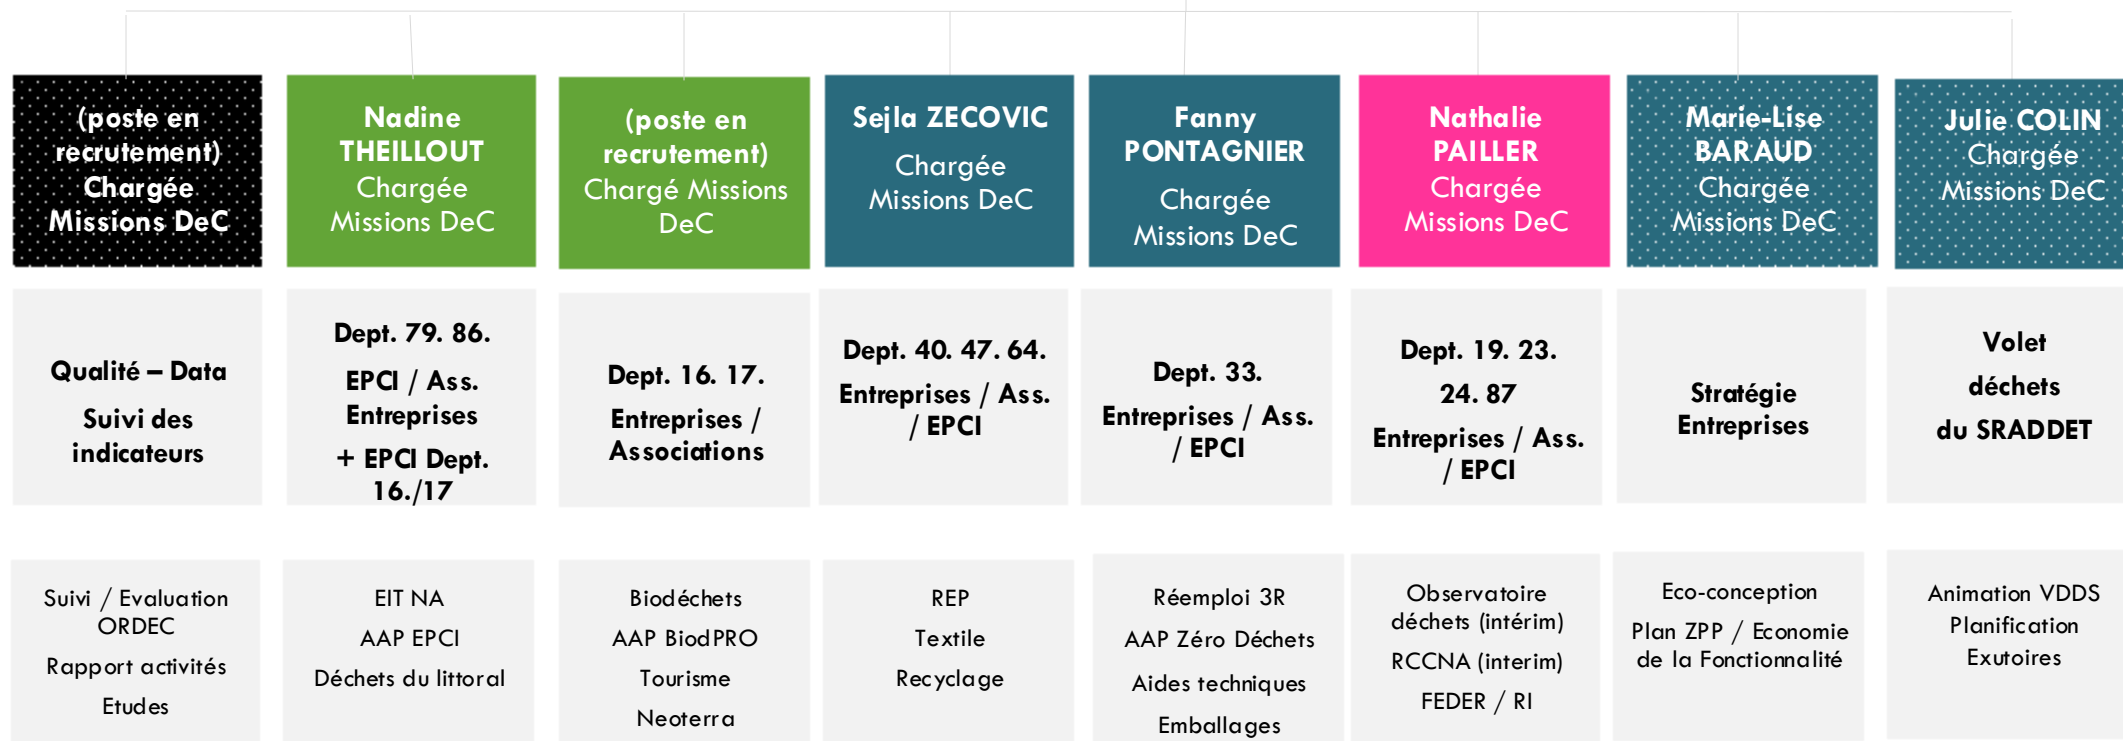 (poste en
recrutement)
Chargée
Missions DeC
Nadine
THEILLOUT
Chargée
Missions DeC
(poste en
recrutement)
Chargé Missions
DeC
Sejla ZECOVIC
Chargée
Missions DeC
Fanny
PONTAGNIER
Chargée
Missions DeC
Nathalie
PAILLER
Chargée
Missions DeC
Marie-Lise
BARAUD
Chargée
Missions DeC
Julie COLIN
Chargée
Missions DeC
Qualité – Data
Suivi des
indicateurs
Dept. 79. 86.
EPCI / Ass.
Entreprises
+ EPCI Dept.
16./17
Dept. 16. 17.
Entreprises /
Associations
Dept. 40. 47. 64.
Entreprises / Ass.
/ EPCI
Dept. 33.
Entreprises / Ass.
/ EPCI
Dept. 19. 23.
24. 87
Entreprises / Ass.
/ EPCI
Stratégie
Entreprises
Volet
déchets
du SRADDET
Suivi / Evaluation
ORDEC
Rapport activités
Etudes
EIT NA
AAP EPCI
Déchets du littoral
Biodéchets
AAP BiodPRO
Tourisme
Neoterra
REP
Textile
Recyclage
Réemploi 3R
AAP Zéro Déchets
Aides techniques
Emballages
Observatoire
déchets (intérim)
RCCNA (interim)
FEDER / RI
Eco-conception
Plan ZPP / Economie
de la Fonctionnalité
Animation VDDS
Planification
Exutoires